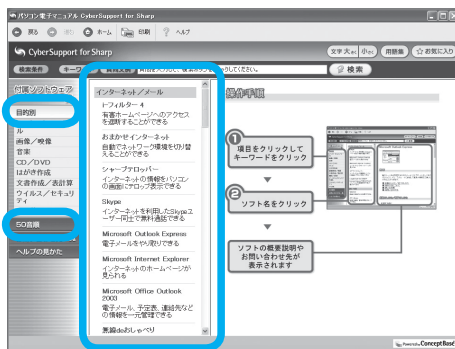 パソコン電子マニュアル CyberSupport for Sharp
戻る ホーム 印刷 ヘルプ
CyberSupport for Sharp
文字 大きく 小さく 用語集 お気に入り
検索条件
してください。 検索
付属ソフトウェア
目的別
ル
画像／映像
音楽
CD／DVD
はがき作成
文書作成／表計算
ウイルス／セキュリ
ティ
50音順
ヘルプの見かた
インターネット／メール
i-フィルター 4
有害ホームページへのアクセス
を遮断することができる
おまかせインターネット
自動でネットワーク環境を切り替
えることができる
シャープテロッパー
インターネットの情報をパソコン
の画面にテロップ表示できる
Skype
インターネットを利用したSkypeユ
ーザー同士で無料通話できる
Microsoft Outlook Express
電子メールをやり取りできる
Microsoft Internet Explorer
インターネットのホームページが
見られる
Microsoft Office Outlook
2003
電子メール、予定表、連絡先など
の情報を一元管理できる
無線deおしゃべり
操作手順
1
項目をクリックして
キーワードをクリック
2
ソフト名をクリック
ソフトの概要説明や
お問い合わせ先が
表示されます
ConceptBase